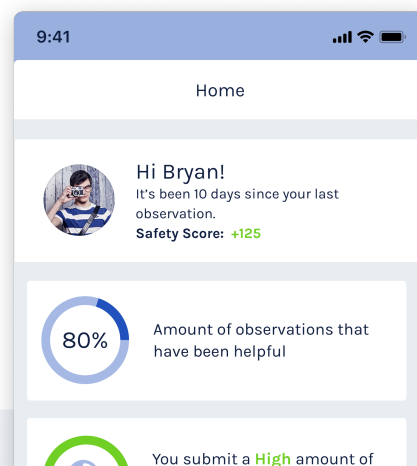 9:41
Home
Hi Bryan!
It's been 10 days since your last
observation.
Safety Score: +125
80%
Amount of observations that
have been helpful
You submit a High amount of